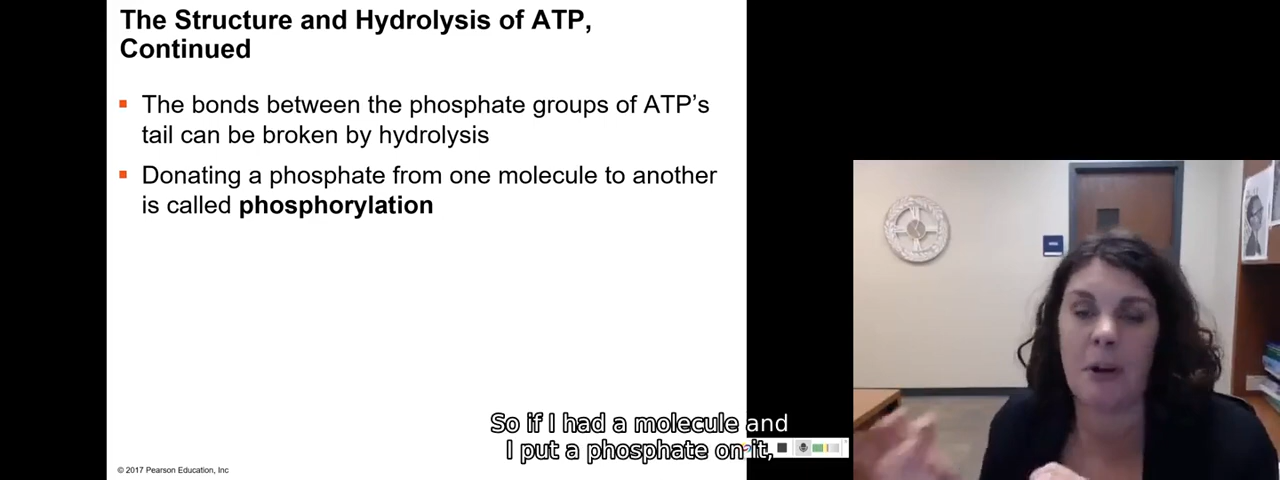 The Structure and Hydrolysis of ATP,
Continued
▪ The bonds between the phosphate groups of ATP's
tail can be broken by hydrolysis
▪ Donating a phosphate from one molecule to another
is called phosphorylation
So if I had a molecule and
I put a phosphate on it,
© 2017 Pearson Education, Inc